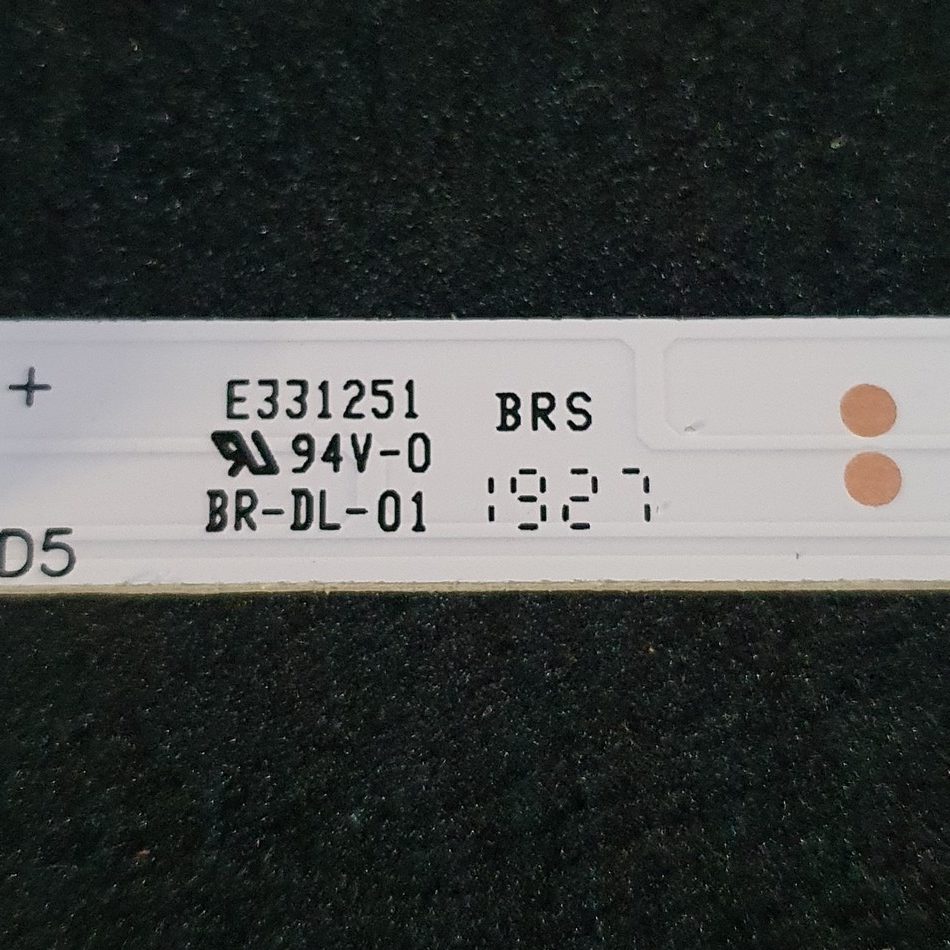 +
E331251
BRS
94V-0
BR-DL-01
1927
D5